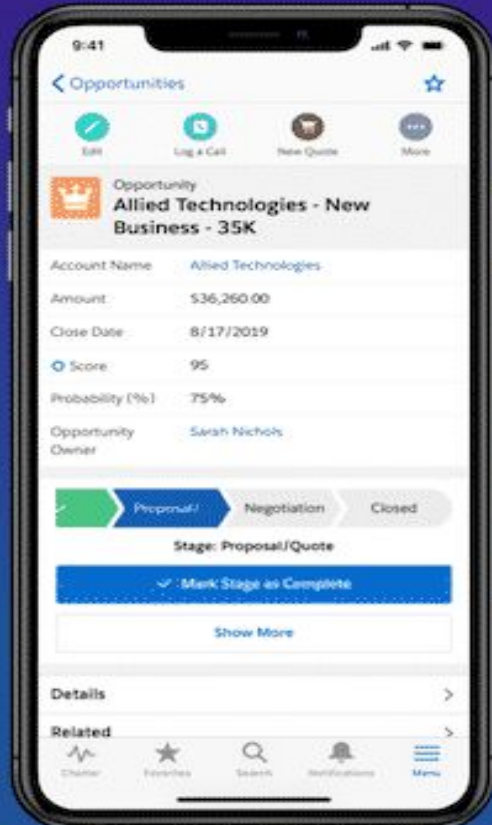 9:41
Opportunities
Edit
Log a Call
New Quote
More
Opportunity
Allied Technologies - New
Business - 35K
Account Name Allied Technologies
Amount $36,260.00
Close Date 8/17/2019
Score 95
Probability (%) 75%
Opportunity Sarah Nichols
Owner
Proposal/ Negotiation Closed
Stage: Proposal/Quote
Mark Stage as Complete
Show More
Details
Related
Chatter
Favorites
Search
Notifications
Menu